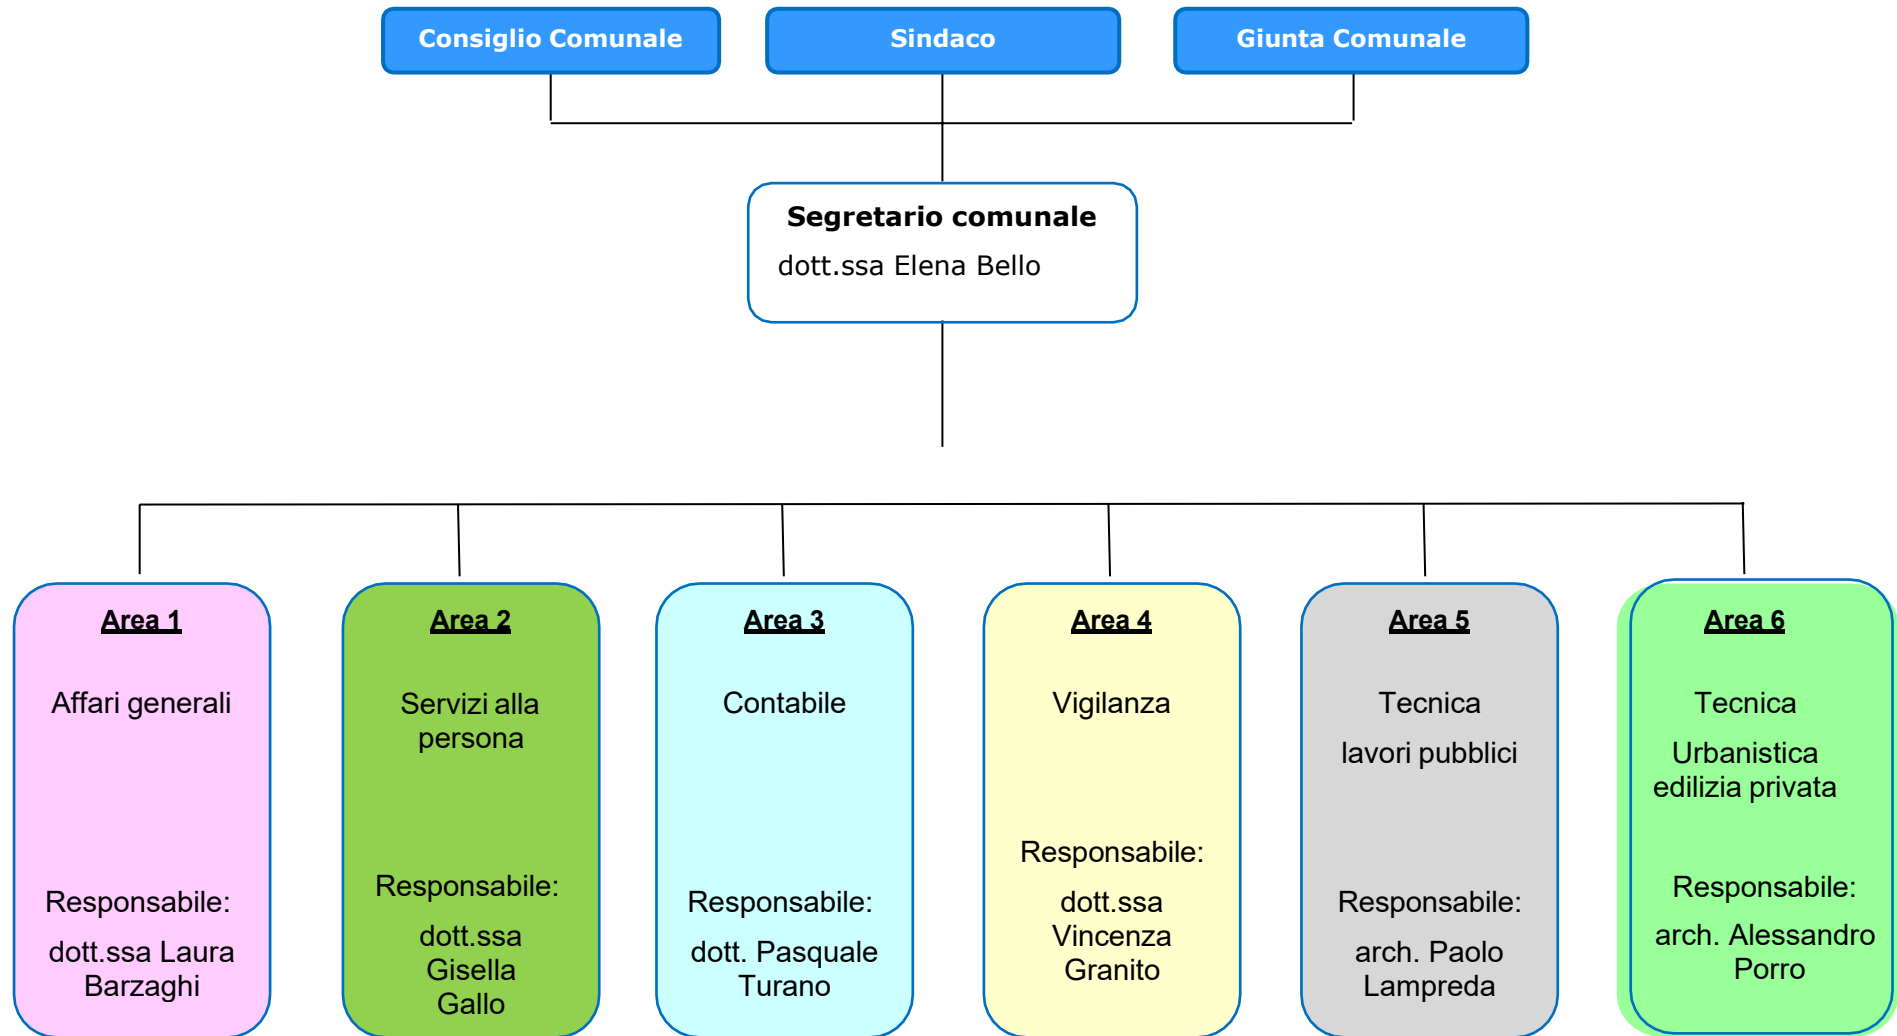 Consiglio Comunale
Sindaco
Giunta Comunale
Segretario comunale
dott.ssa Elena Bello
Area 1
Affari generali
Responsabile:
dott.ssa Laura
Barzaghi
Area 2
Servizi alla
persona
Responsabile:
dott.ssa
Gisella
Gallo
Area 3
Contabile
Responsabile:
dott. Pasquale
Turano
Area 4
Vigilanza
Responsabile:
dott.ssa
Vincenza
Granito
Area 5
Tecnica
lavori pubblici
Responsabile:
arch. Paolo
Lampreda
Area 6
Tecnica
Urbanistica
edilizia privata
Responsabile:
arch. Alessandro
Porro